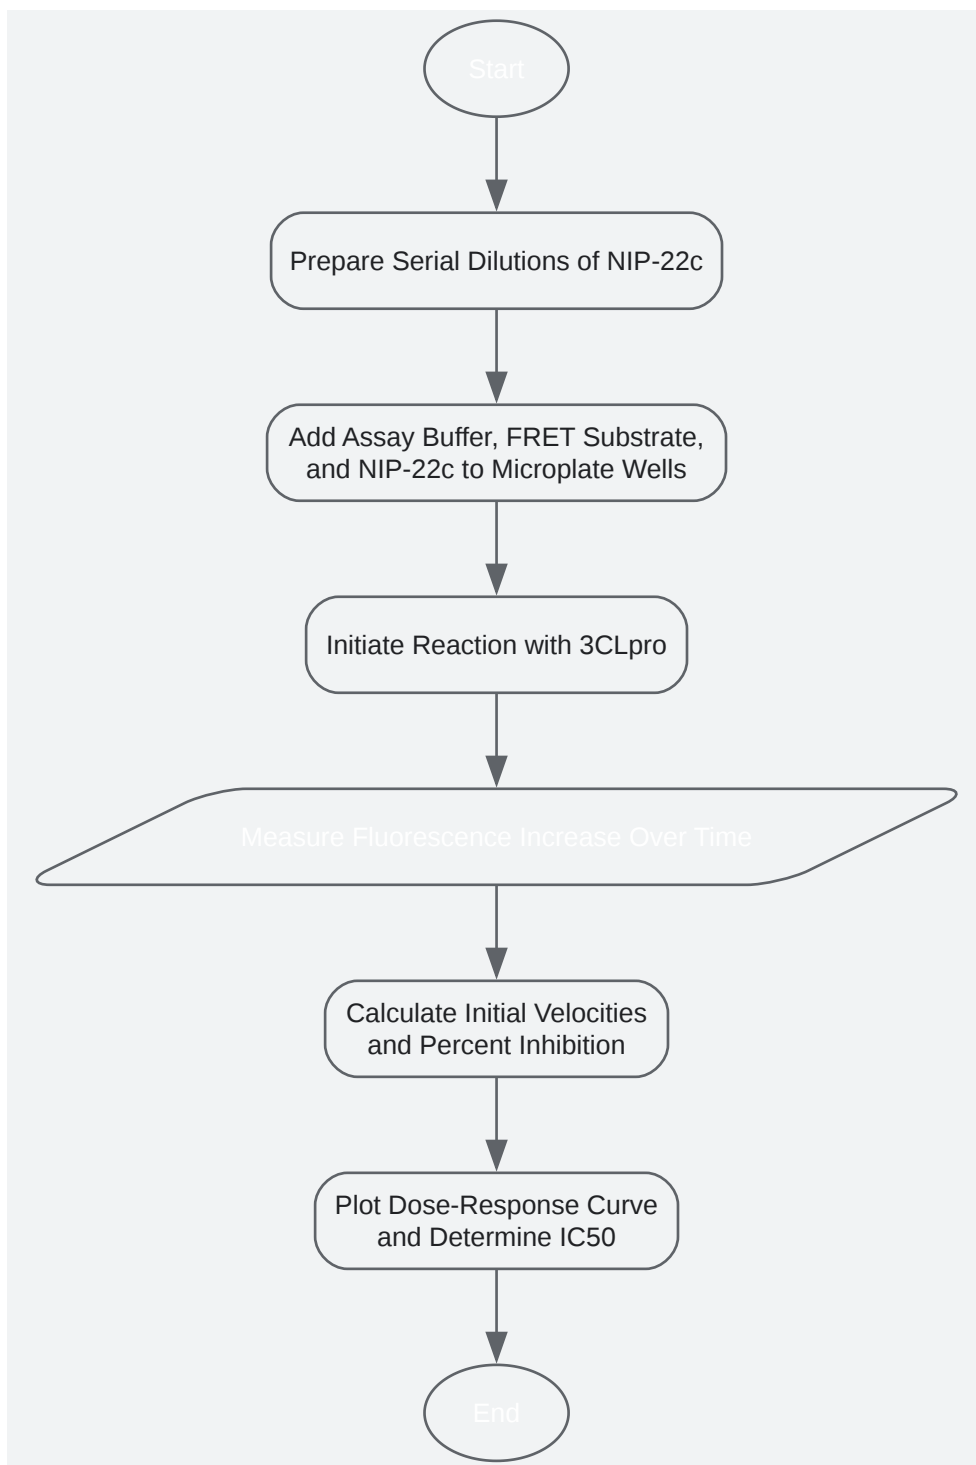 Start
Prepare Serial Dilutions of NIP-22c
Add Assay Buffer, FRET Substrate,
and NIP-22c to Microplate Wells
Initiate Reaction with 3CLpro
Measure Fluorescence Increase Over Time
Calculate Initial Velocities
and Percent Inhibition
Plot Dose-Response Curve
and Determine IC50
End